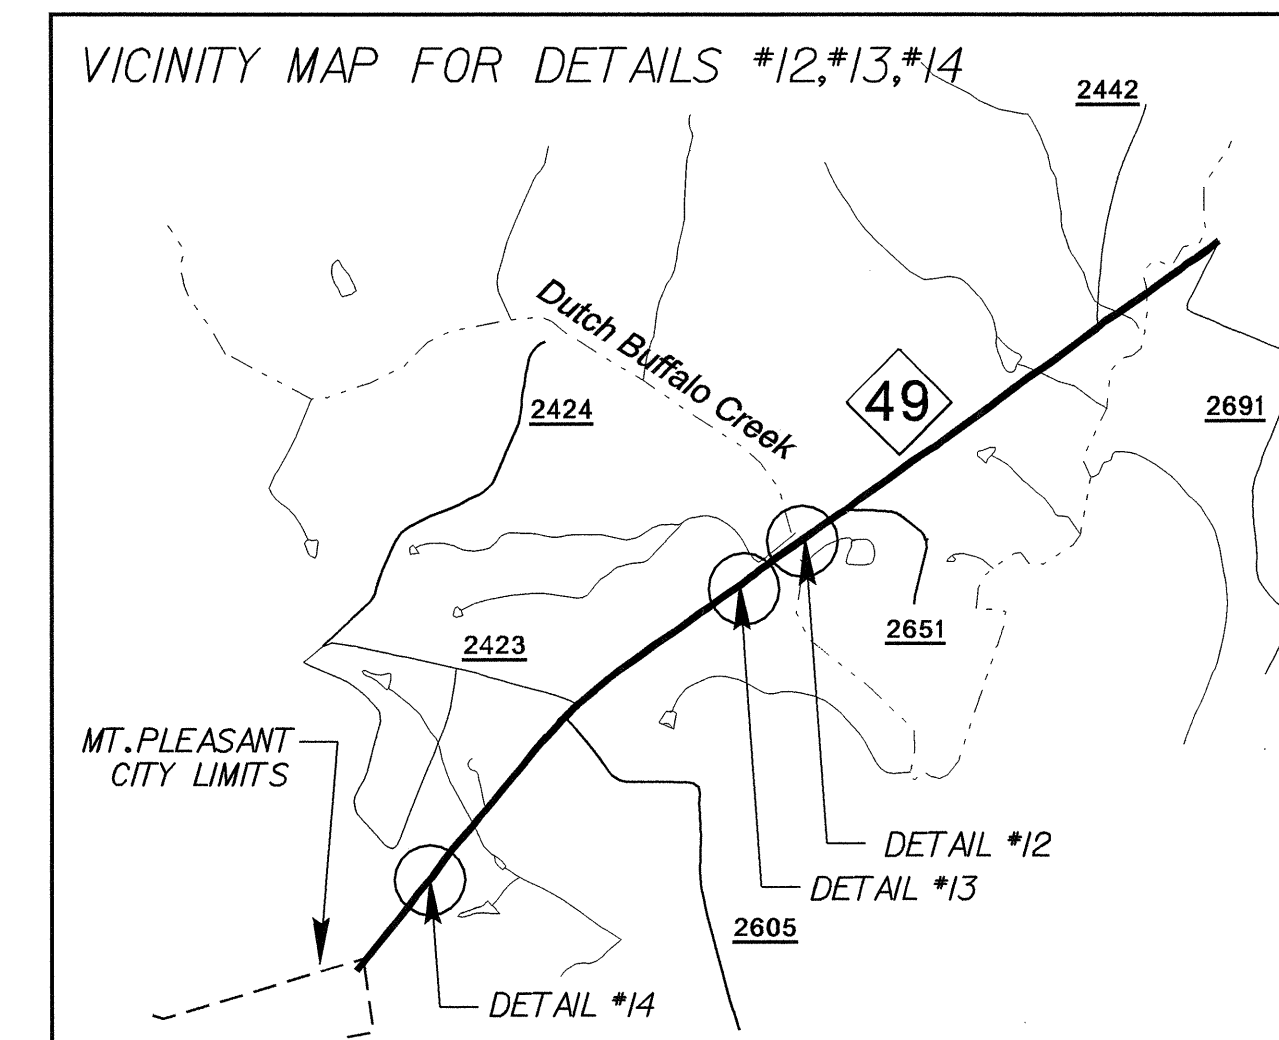 VICINITY MAP FOR DETAILS #12,#13,#14
2442
Dutch Buffalo Creek
49
2424
2691
2651
2423
MT.PLEASANT
CITY LIMITS
DETAIL #12
DETAIL #13
2605
DETAIL #14